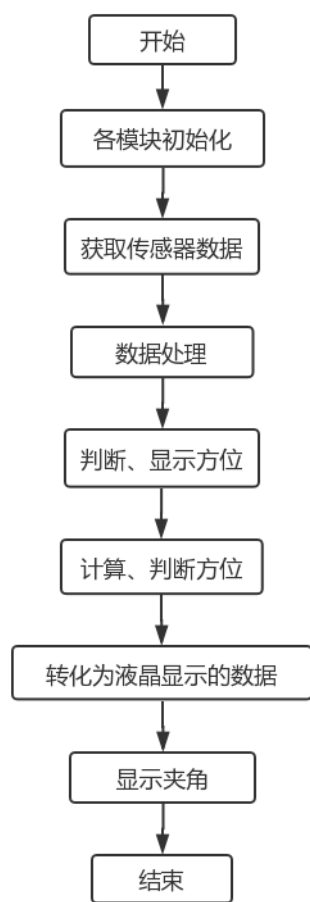 开始
各模块初始化
获取传感器数据
数据处理
判断、显示方位
计算、判断方位
转化为液晶显示的数据
显示夹角
结束